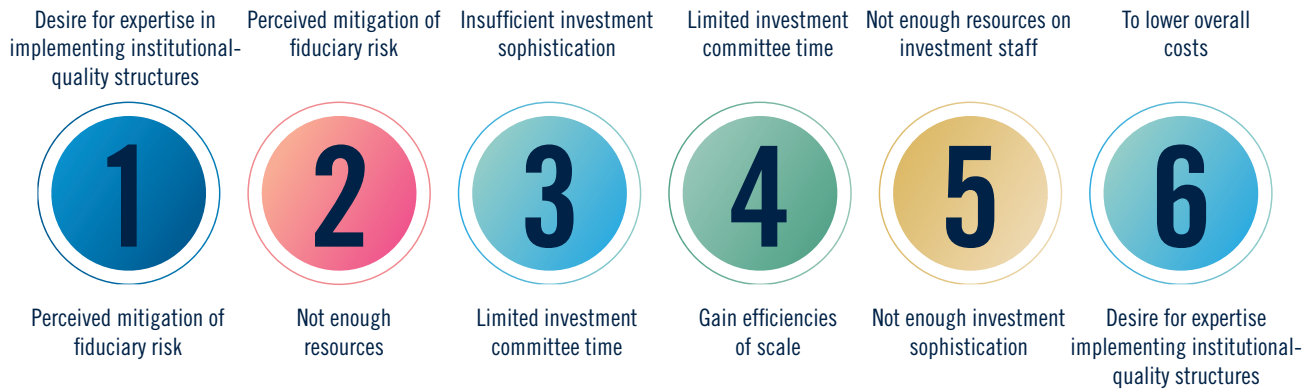 Desire for expertise in
implementing institutional-
quality structures
Perceived mitigation of
fiduciary risk
Insufficient investment
sophistication
Limited investment
committee time
Not enough resources on
investment staff
To lower overall
costs
1
2
3
4
5
6
Perceived mitigation of
fiduciary risk
Not enough
resources
Limited investment
committee time
Gain efficiencies
of scale
Not enough investment
sophistication
Desire for expertise
implementing institutional-
quality structures